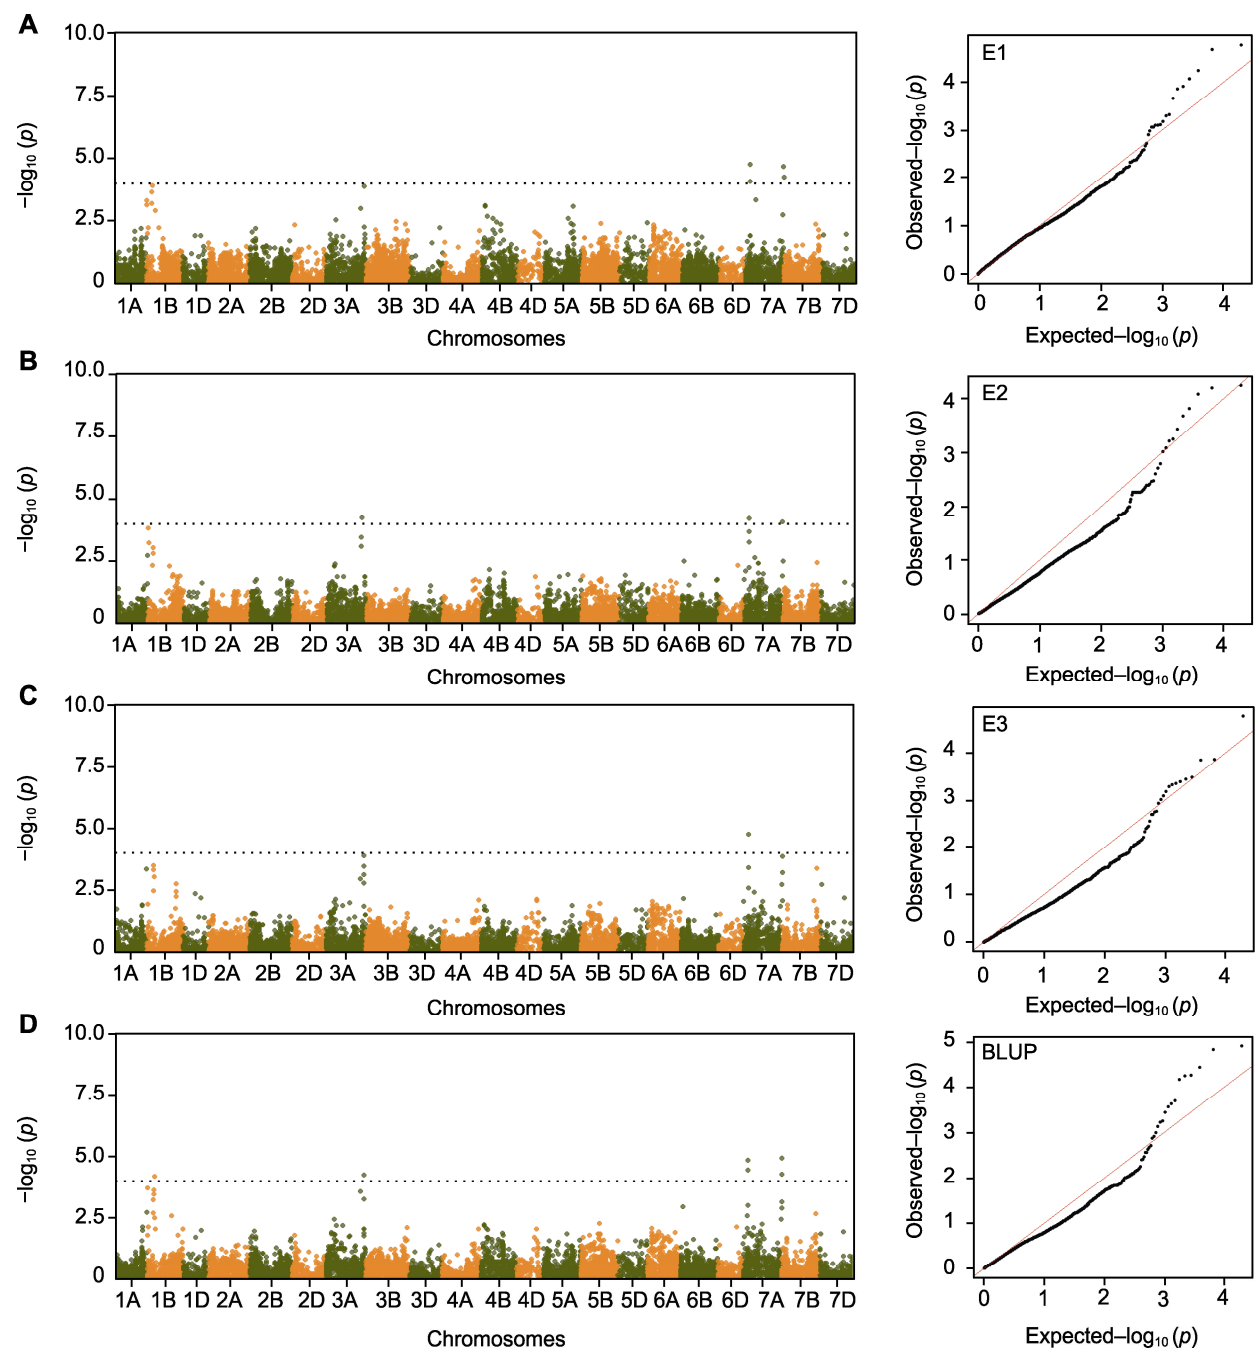 A
10.0
7.5
5.0
2.5
0
−log10 (p)
1A 1B 1D 2A 2B 2D 3A 3B 3D 4A 4B 4D 5A 5B 5D 6A 6B 6D 7A 7B 7D
Chromosomes
E1
4
3
2
1
0
Observed–log10 (p)
0 1 2 3 4
Expected–log10 (p)
B
10.0
7.5
5.0
2.5
0
−log10 (p)
1A 1B 1D 2A 2B 2D 3A 3B 3D 4A 4B 4D 5A 5B 5D 6A 6B 6D 7A 7B 7D
Chromosomes
E2
4
3
2
1
0
Observed–log10 (p)
0 1 2 3 4
Expected–log10 (p)
C
10.0
7.5
5.0
2.5
0
−log10 (p)
1A 1B 1D 2A 2B 2D 3A 3B 3D 4A 4B 4D 5A 5B 5D 6A 6B 6D 7A 7B 7D
Chromosomes
E3
4
3
2
1
0
Observed–log10 (p)
0 1 2 3 4
Expected–log10 (p)
D
10.0
7.5
5.0
2.5
0
−log10 (p)
1A 1B 1D 2A 2B 2D 3A 3B 3D 4A 4B 4D 5A 5B 5D 6A 6B 6D 7A 7B 7D
Chromosomes
BLUP
5
4
3
2
1
0
Observed–log10 (p)
0 1 2 3 4
Expected–log10 (p)